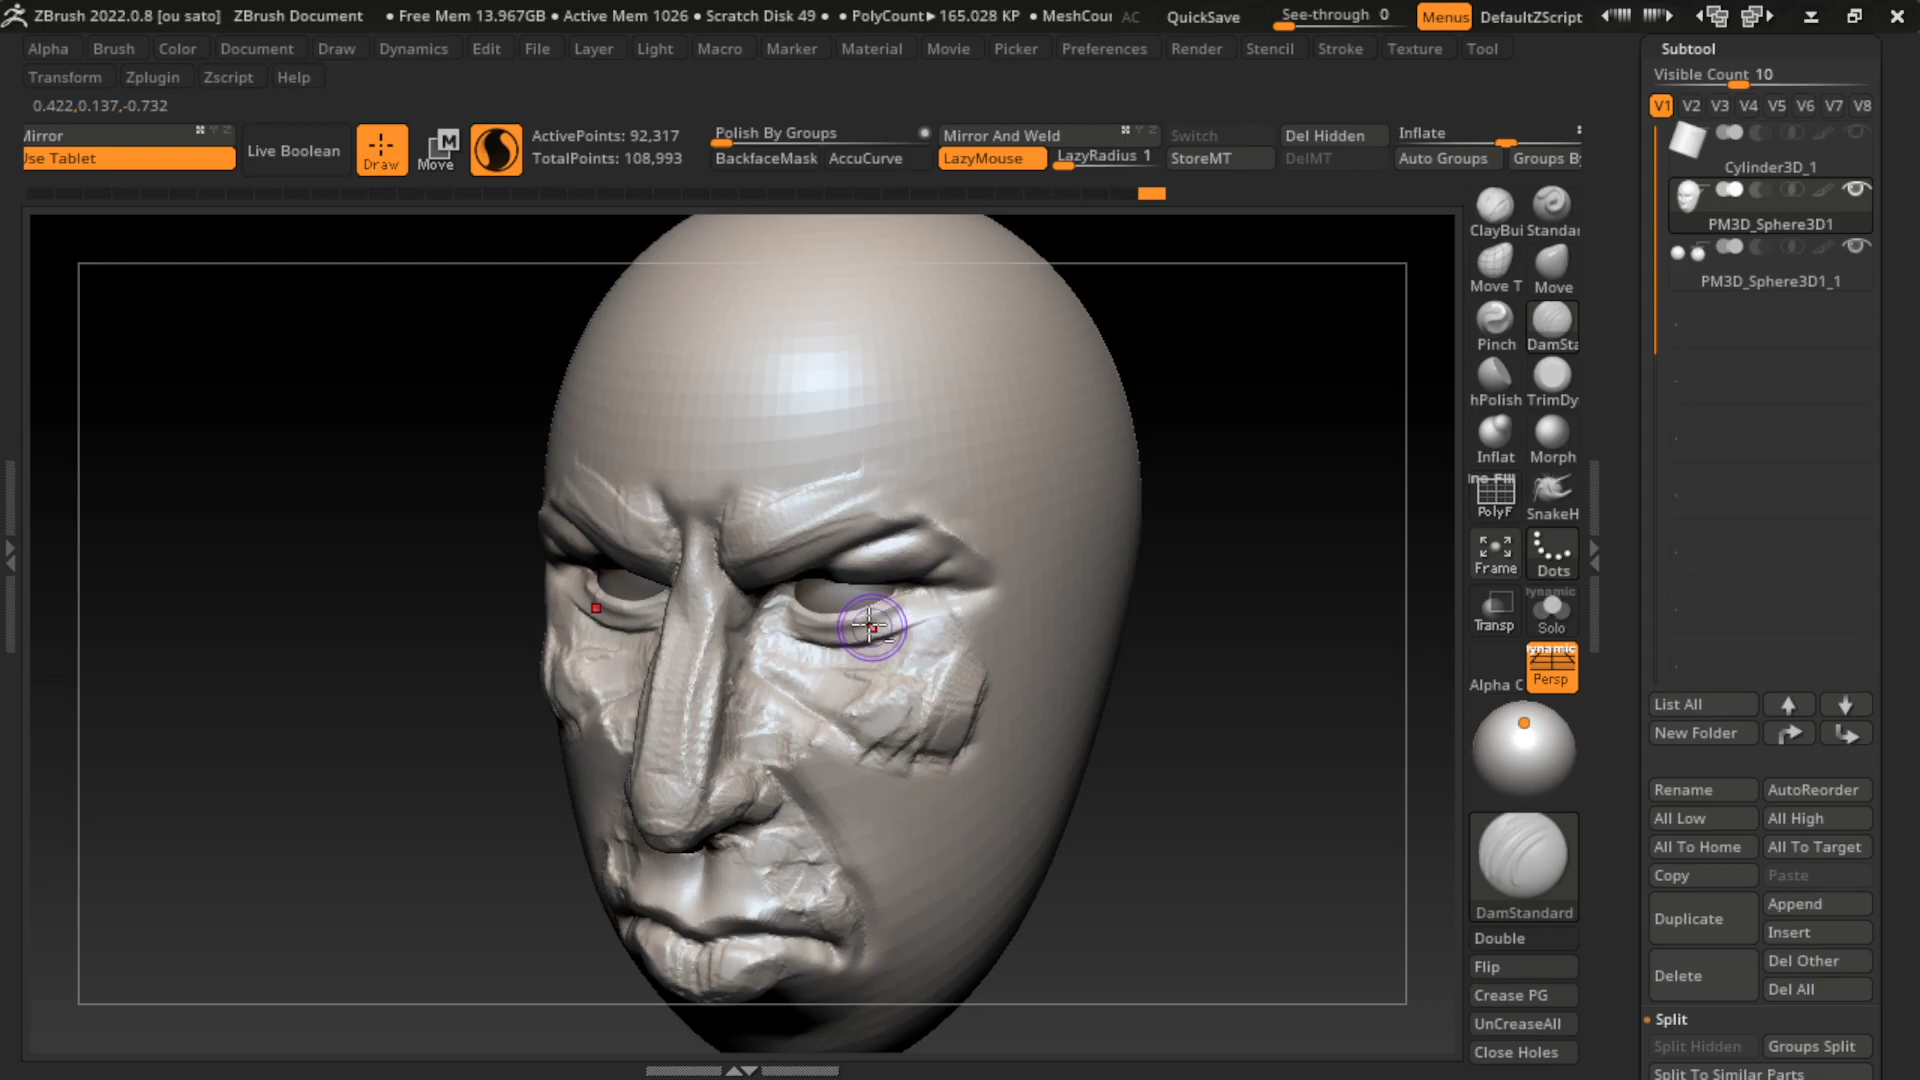 ZBrush 2022.0.8 [ou sato] ZBrush Document • Free Mem 13.967GB • Active Mem 1026 • Scratch Disk 49 • • PolyCount▸ 165.028 KP • MeshCour AC QuickSave See-through 0 Menus DefaultZScript
Alpha Brush Color Document Draw Dynamics Edit File Layer Light Macro Marker Material Movie Picker Preferences Render Stencil Stroke Texture Tool
Transform Zplugin Zscript Help
0.422,0.137,-0.732
Mirror
Use Tablet
Live Boolean
Draw
Move
M
ActivePoints: 92,317
TotalPoints: 108,993
Polish By Groups
BackfaceMask AccuCurve
Mirror And Weld
LazyMouse LazyRadius 1
Switch
StoreMT
Del Hidden
DelMT
Inflate
Auto Groups Groups By
ClayBui Standar
Move T Move
Pinch DamSta
hPolish TrimDy
Inflat Morph
PolyF SnakeH
Frame Dots
Transp Dynamic Solo
Alpha C Dynamic Persp
DamStandard
Double
Flip
Crease PG
UnCreaseAll
Close Holes
Subtool
Visible Count 10
V1 V2 V3 V4 V5 V6 V7 V8
Cylinder3D_1
PM3D_Sphere3D1
PM3D_Sphere3D1_1
List All
New Folder
Rename AutoReorder
All Low All High
All To Home All To Target
Copy Paste
Duplicate Append
Insert
Delete Del Other
Del All
Split
Split Hidden Groups Split
Split To Similar Parts